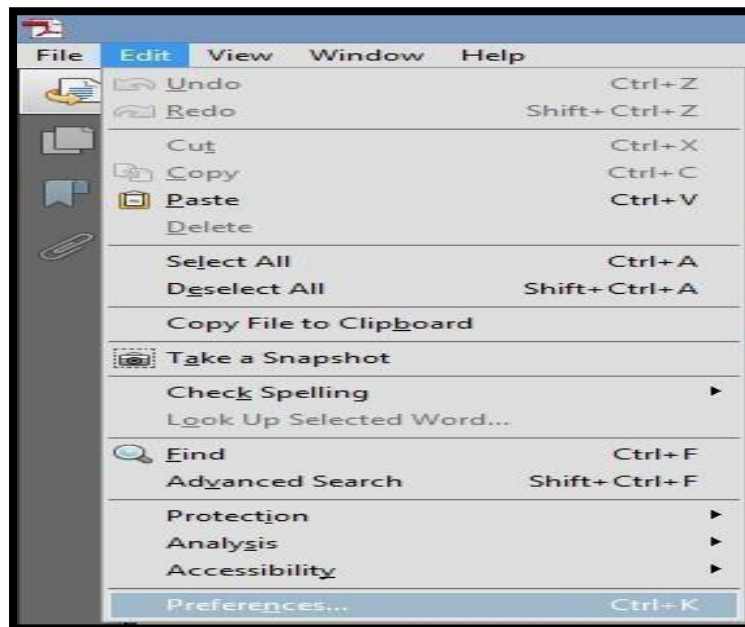 File Edit View Window Help
Undo Ctrl+Z
Redo Shift+Ctrl+Z
Cut Ctrl+X
Copy Ctrl+C
Paste Ctrl+V
Delete
Select All Ctrl+A
Deselect All Shift+Ctrl+A
Copy File to Clipboard
Take a Snapshot
Check Spelling
Look Up Selected Word...
Find Ctrl+F
Advanced Search Shift+Ctrl+F
Protection
Analysis
Accessibility
Preferences... Ctrl+K